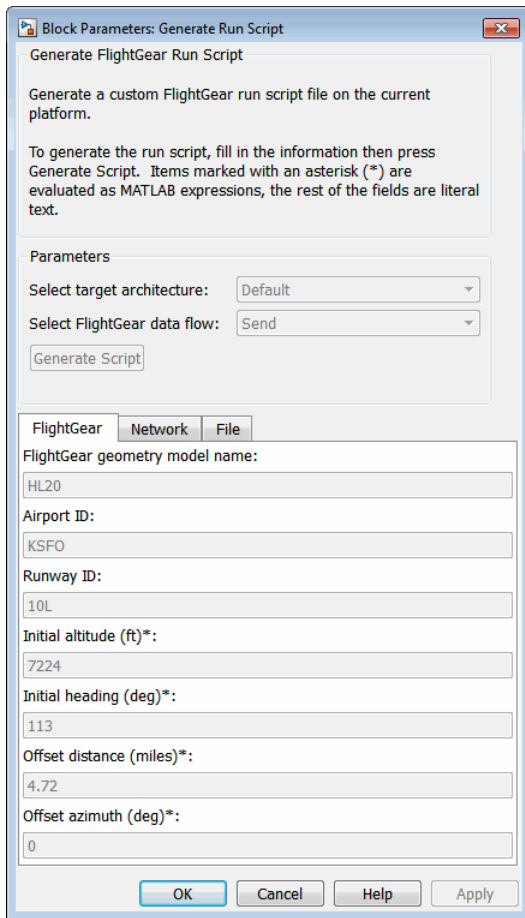 Block Parameters: Generate Run Script
Generate FlightGear Run Script
Generate a custom FlightGear run script file on the current
platform.
To generate the run script, fill in the information then press
Generate Script.  Items marked with an asterisk (*) are
evaluated as MATLAB expressions, the rest of the fields are literal
text.
Parameters
Select target architecture: Default
Select FlightGear data flow: Send
Generate Script
FlightGear Network File
FlightGear geometry model name:
HL20
Airport ID:
KSFO
Runway ID:
10L
Initial altitude (ft)*:
7224
Initial heading (deg)*:
113
Offset distance (miles)*:
4.72
Offset azimuth (deg)*:
0
OK Cancel Help Apply